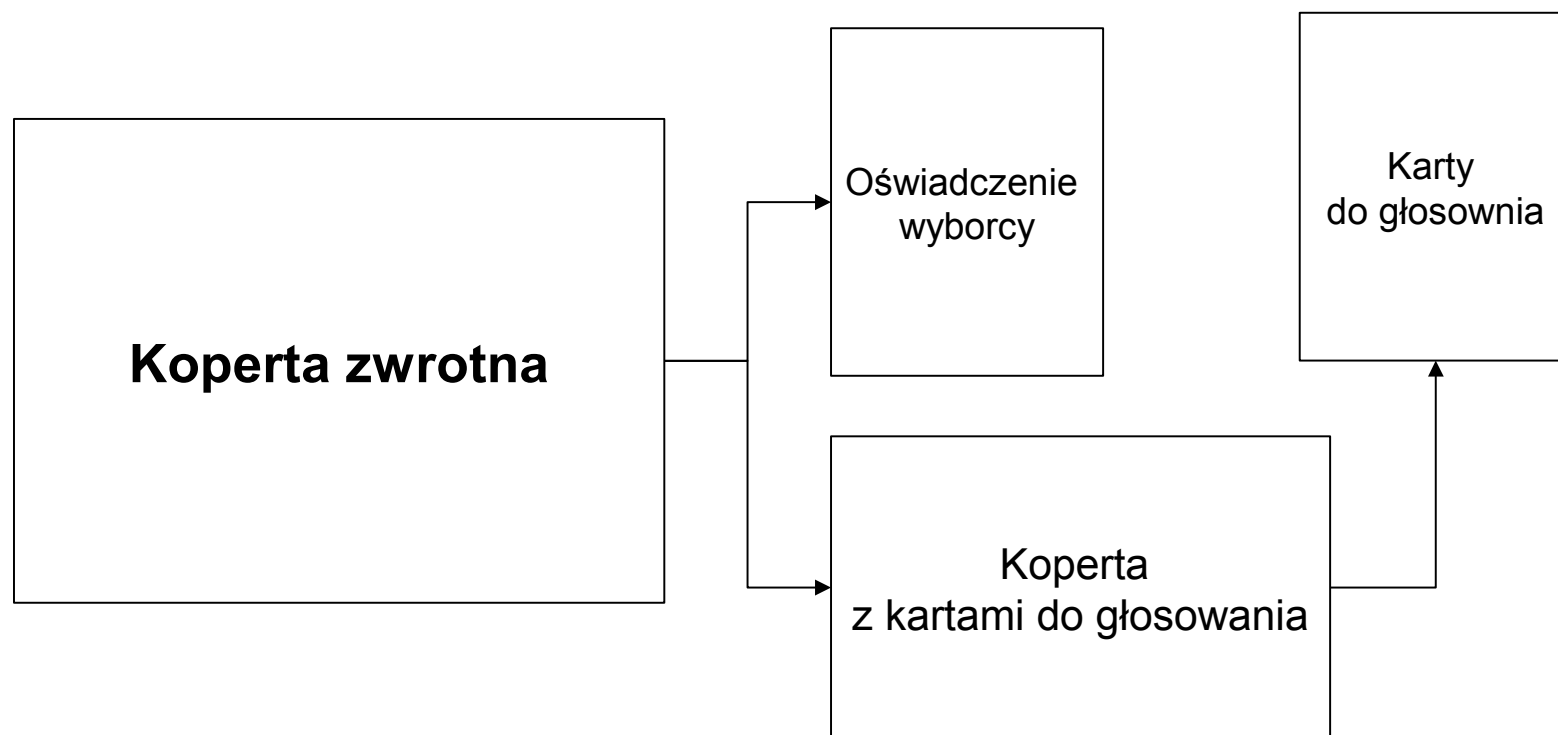 Koperta zwrotna
Oświadczenie
wyborcy
Karty
do głosownia
Koperta
z kartami do głosowania